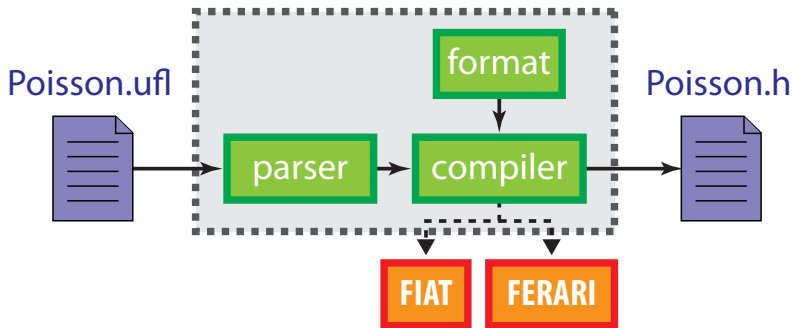 format
Poisson.ufl
Poisson.h
parser
compiler
FIAT
FERARI